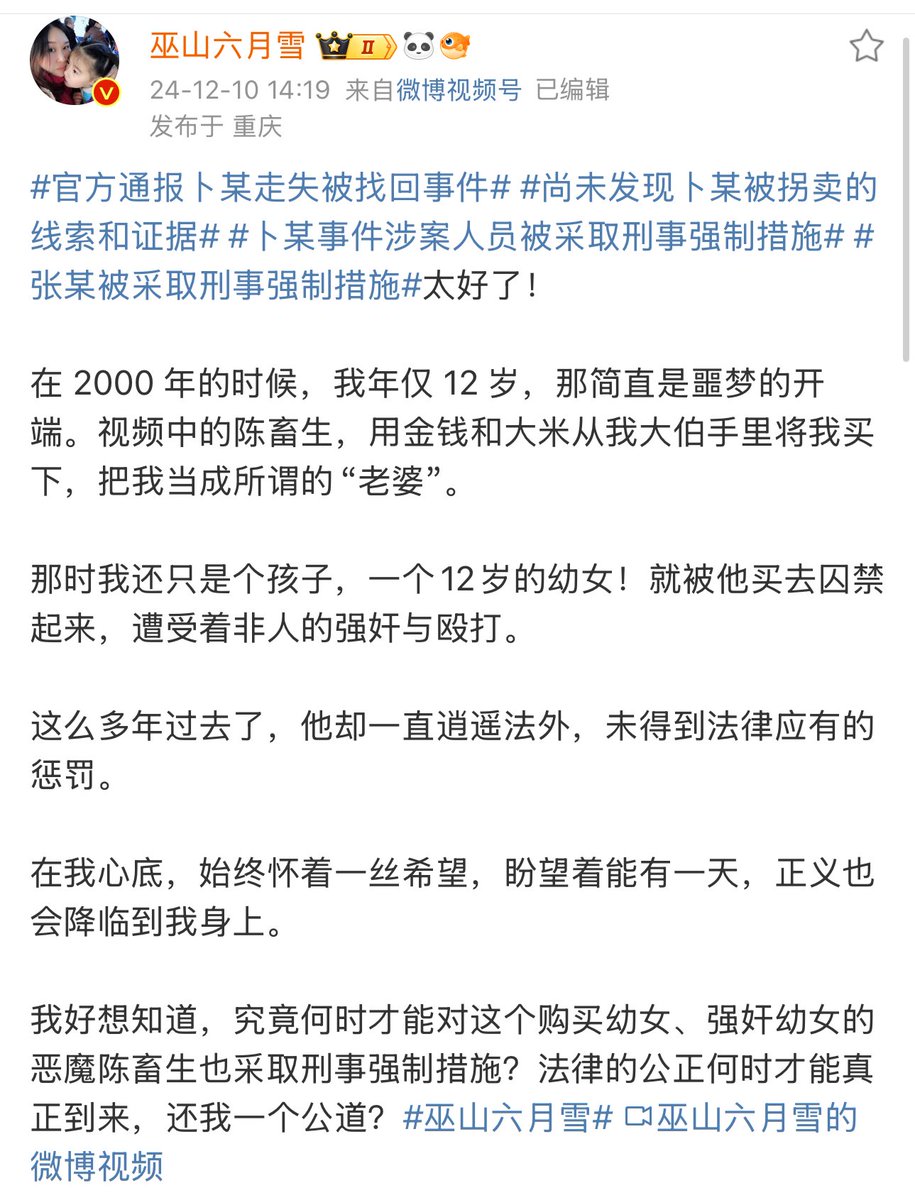 巫山六月雪 II
24-12-10 14:19 来自微博视频号 已编辑
发布于 重庆
#官方通报卜某走失被找回事件# #尚未发现卜某被拐卖的
线索和证据# #卜某事件涉案人员被采取刑事强制措施# #
张某被采取刑事强制措施#太好了！
在 2000 年的时候，我年仅 12 岁，那简直是噩梦的开
端。视频中的陈畜生，用金钱和大米从我大伯手里将我买
下，把我当成所谓的“老婆”。
那时我还只是个孩子，一个12岁的幼女！就被他买去囚禁
起来，遭受着非人的强奸与殴打。
这么多年过去了，他却一直逍遥法外，未得到法律应有的
惩罚。
在我心底，始终怀着一丝希望，盼望着能有一天，正义也
会降临到我身上。
我好想知道，究竟何时才能对这个购买幼女、强奸幼女的
恶魔陈畜生也采取刑事强制措施？法律的公正何时才能真
正到来，还我一个公道？#巫山六月雪# 巫山六月雪的
微博视频